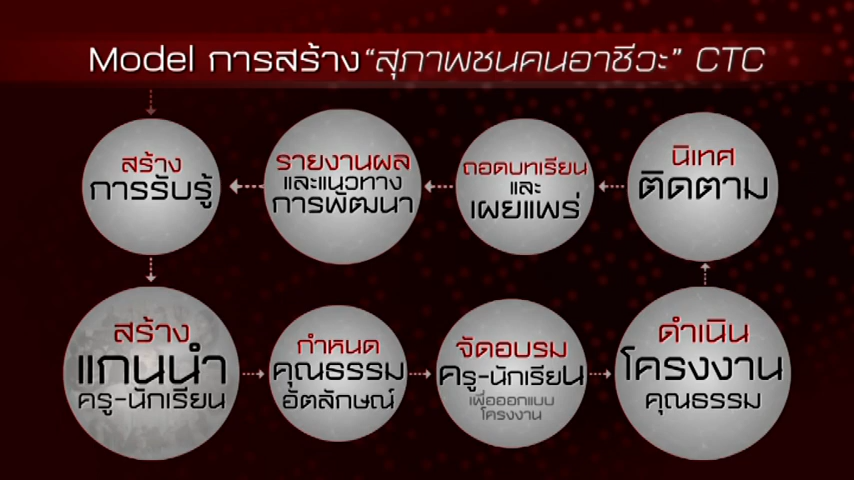 Model การสร้าง "สุภาพชนคนอาชีวะ" CTC
สร้าง
การรับรู้
รายงานผล
และแนวทาง
การพัฒนา
ถอดบทเรียน
และ
เผยแพร่
นิเทศ
ติดตาม
สร้าง
แกนนำ
ครู-นักเรียน
กำหนด
คุณธรรม
อัตลักษณ์
จัดอบรม
ครู-นักเรียน
เพื่อออกแบบ
โครงงาน
ดำเนิน
โครงงาน
คุณธรรม